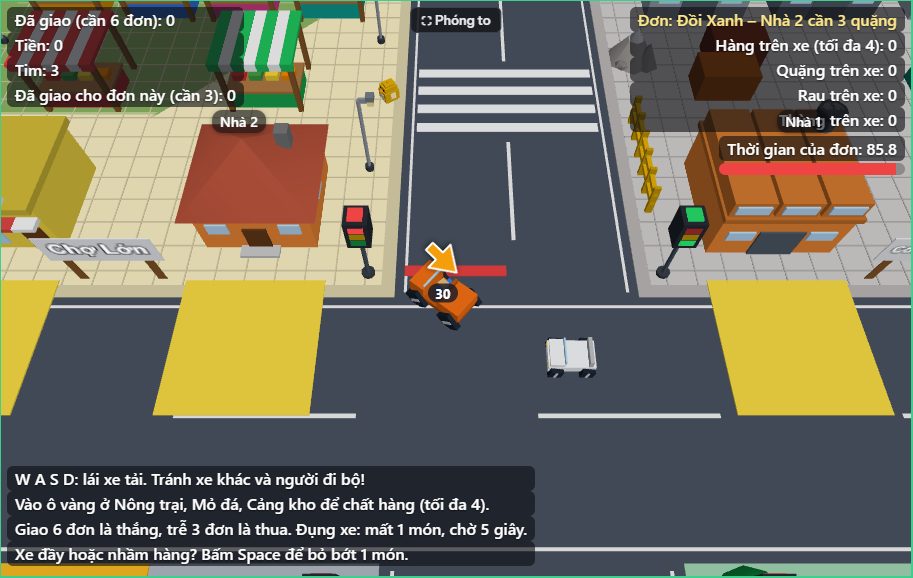 Đã giao (cần 6 đơn): 0
Tiền: 0
Tim: 3
Đã giao cho đơn này (cần 3): 0
Phóng to
Đơn: Đồi Xanh – Nhà 2 cần 3 quặng
Hàng trên xe (tối đa 4): 0
Quặng trên xe: 0
Rau trên xe: 0
trên xe: 0
Nhà 1
Thời gian của đơn: 85.8
Nhà 2
Chợ Lớn
30
W A S D: lái xe tải. Tránh xe khác và người đi bộ!
Vào ô vàng ở Nông trại, Mỏ đá, Cảng kho để chất hàng (tối đa 4).
Giao 6 đơn là thắng, trễ 3 đơn là thua. Đụng xe: mất 1 món, chờ 5 giây.
Xe đầy hoặc nhầm hàng? Bấm Space để bỏ bớt 1 món.